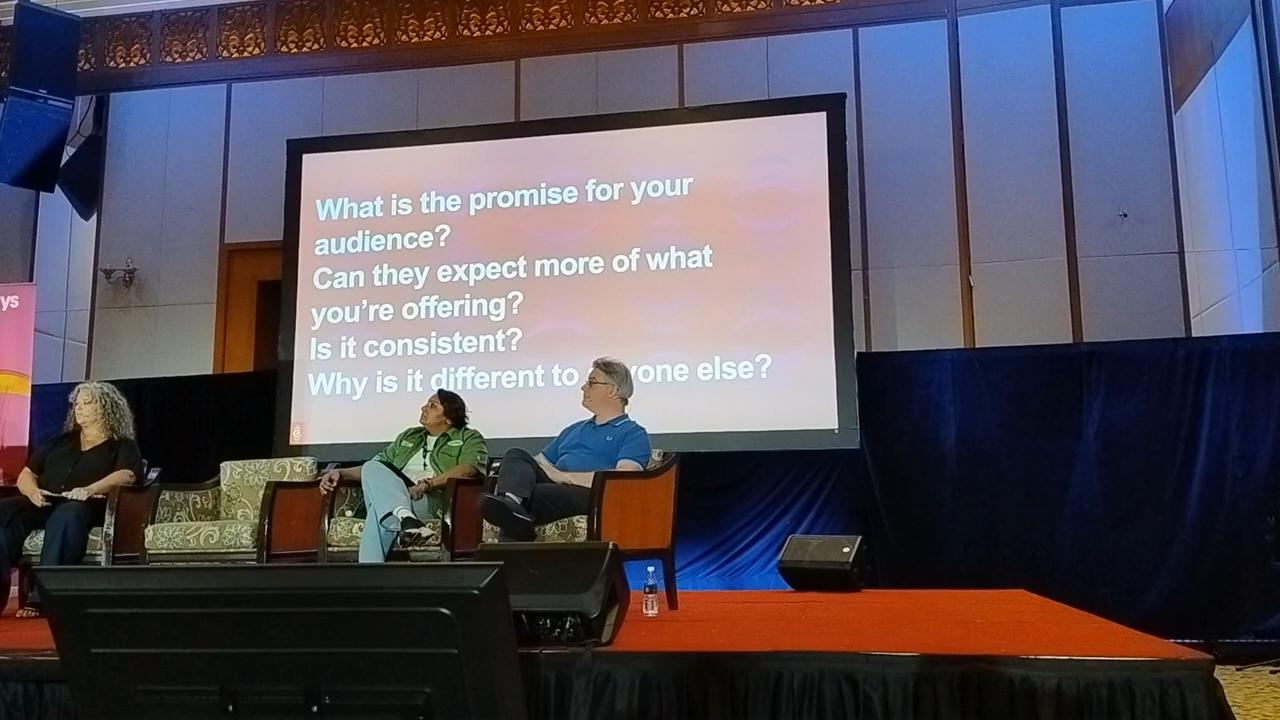 What is the promise for your
audience?
Can they expect more of what
you're offering?
Is it consistent?
Why is it different to else?
ys